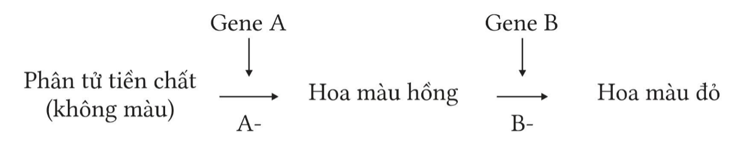 Gene A
Gene B
Phân tử tiền chất
(không màu)
Hoa màu hồng
Hoa màu đỏ
A-
B-